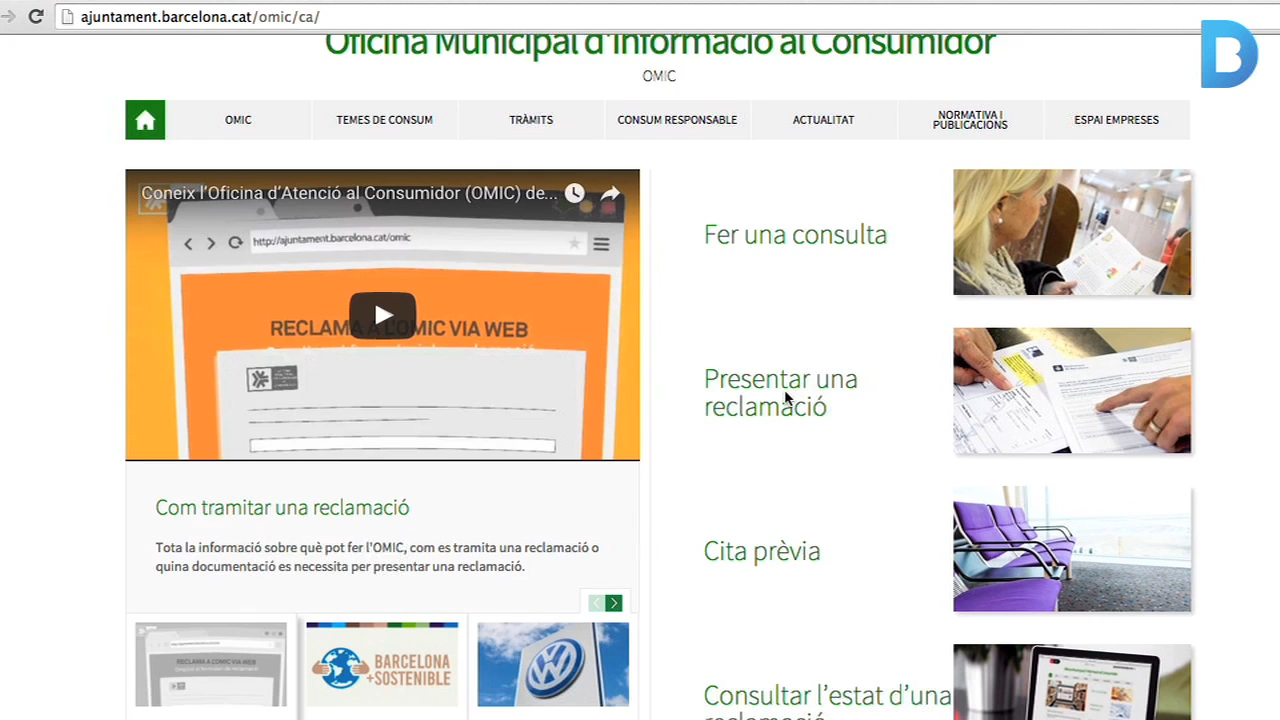 ajuntament.barcelona.cat/omic/ca/
Oficina Municipal d'Informació al Consumidor
OMIC
OMIC
TEMES DE CONSUM
TRÀMITS
CONSUM RESPONSABLE
ACTUALITAT
NORMATIVA I
PUBLICACIONS
ESPAI EMPRESES
Coneix l'Oficina d'Atenció al Consumidor (OMIC) de...
http://ajuntament.barcelona.cat/omic
RECLAMA A L'OMIC VIA WEB
Com tramitar una reclamació
Tota la informació sobre què pot fer l'OMIC, com es tramita una reclamació o
quina documentació es necessita per presentar una reclamació.
RECLAMA A L'OMIC VIA WEB
BARCELONA
+SOSTENIBLE
Fer una consulta
Presentar una
reclamació
Cita prèvia
Consultar l'estat d'una
reclamació
B